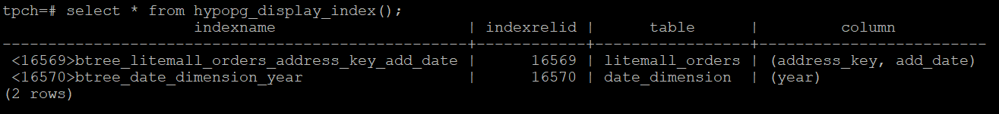 tpch=# select * from hypopg_display_index();
                     indexname                      | indexrelid |      table      |         column
----------------------------------------------------+------------+-----------------+-------------------------
 <16569>btree_litemall_orders_address_key_add_date |      16569 | litemall_orders | (address_key, add_date)
 <16570>btree_date_dimension_year                   |      16570 | date_dimension  | (year)
(2 rows)